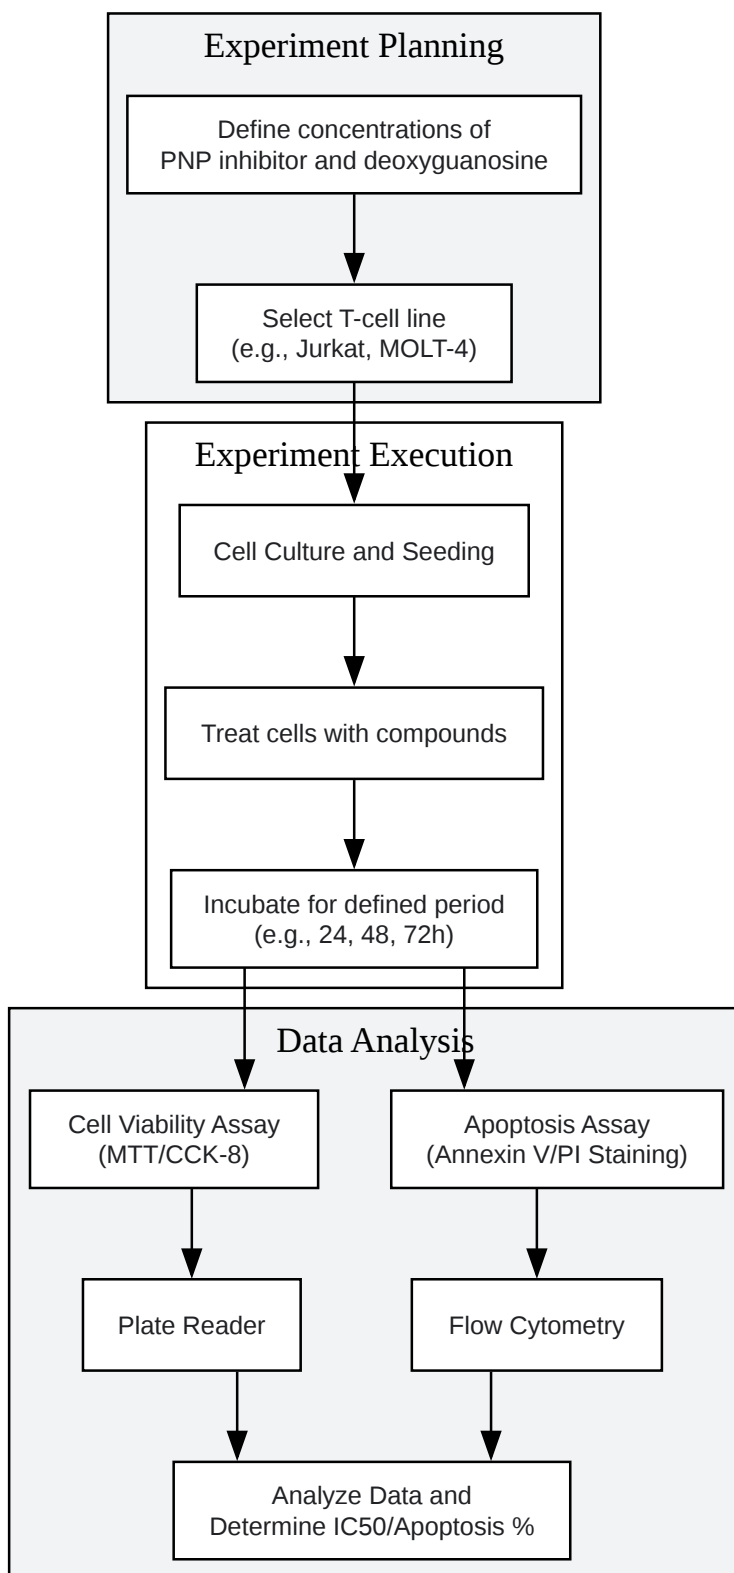 Experiment Planning
Define concentrations of
PNP inhibitor and deoxyguanosine
Select T-cell line
(e.g., Jurkat, MOLT-4)
Experiment Execution
Cell Culture and Seeding
Treat cells with compounds
Incubate for defined period
(e.g., 24, 48, 72h)
Data Analysis
Cell Viability Assay
(MTT/CCK-8)
Apoptosis Assay
(Annexin V/PI Staining)
Plate Reader
Flow Cytometry
Analyze Data and
Determine IC50/Apoptosis %